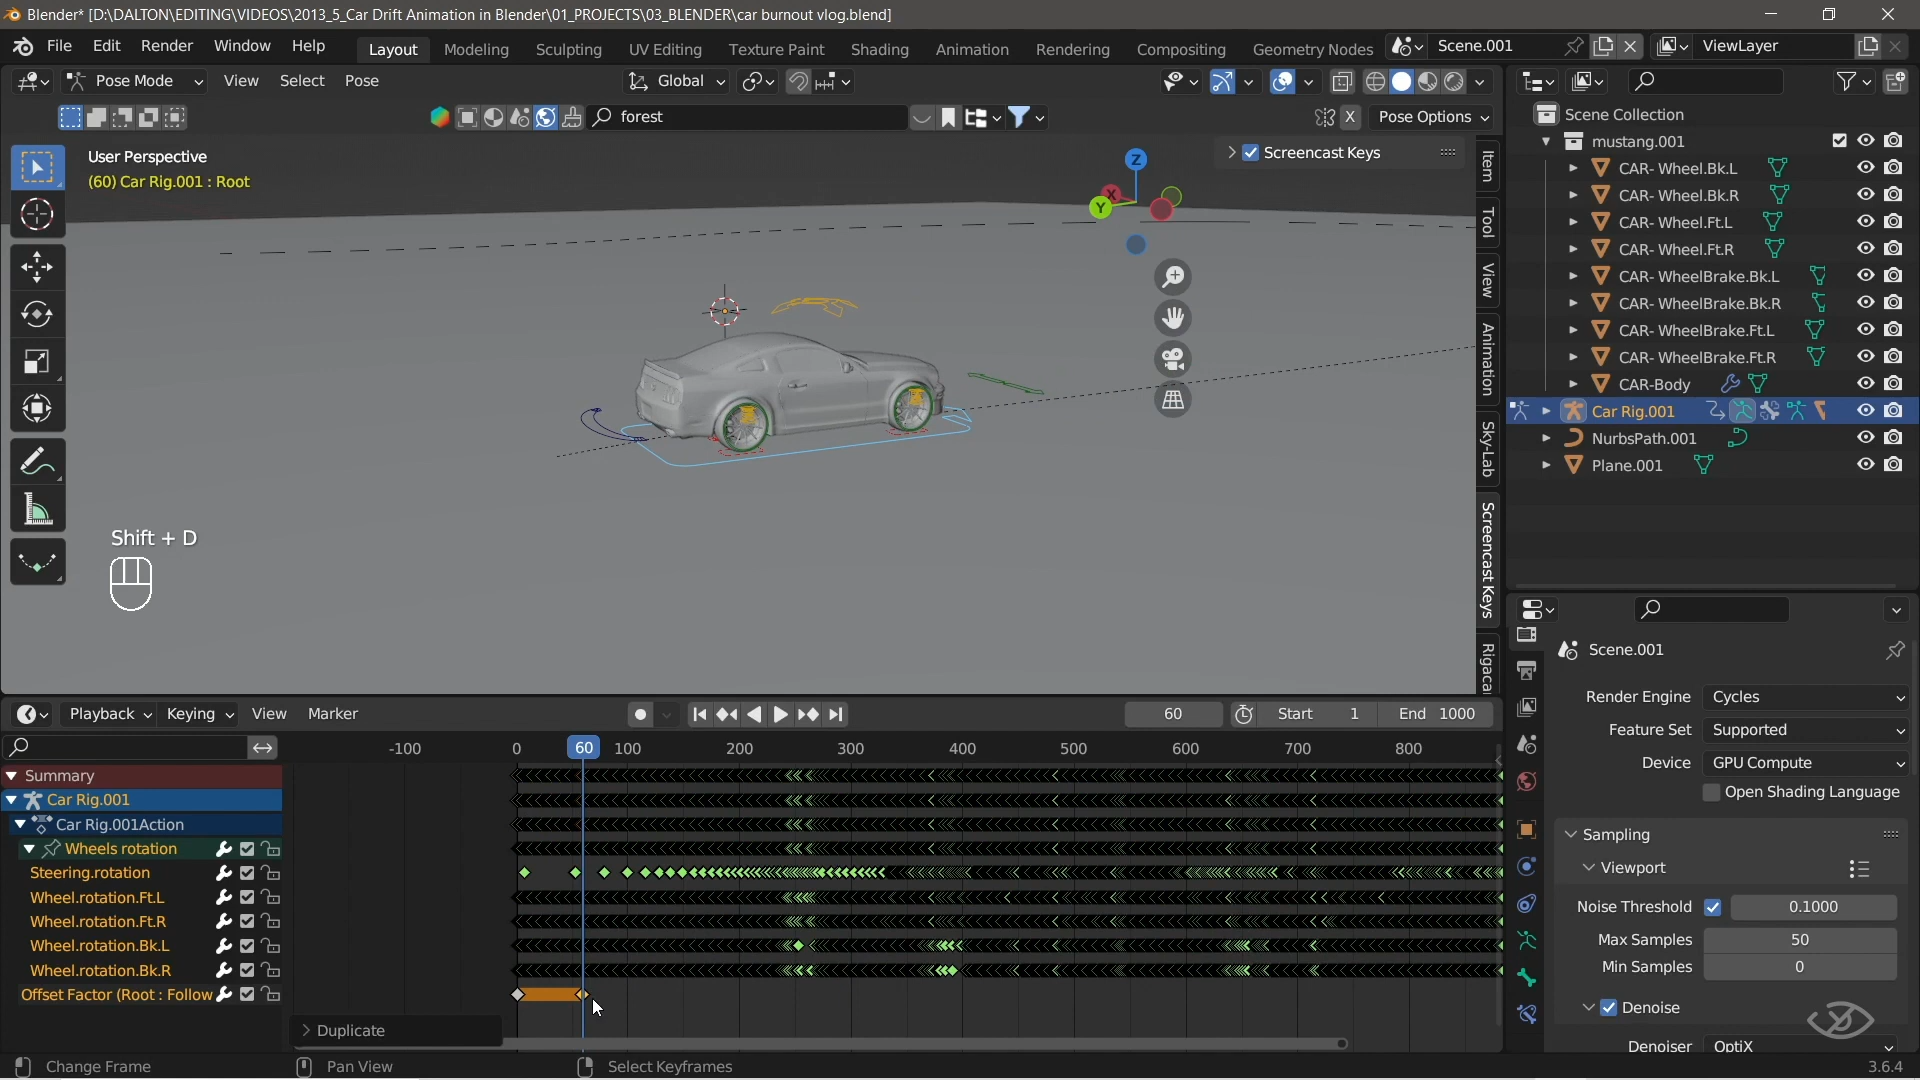 Blender* [D:\DALTON\EDITING\VIDEOS\2013_5_Car Drift Animation in Blender\01_PROJECTS\03_BLENDER\car burnout vlog.blend]
File Edit Render Window Help Layout Modeling Sculpting UV Editing Texture Paint Shading Animation Rendering Compositing Geometry Nodes Scene.001 ViewLayer
Pose Mode View Select Pose Global
forest X Pose Options
User Perspective
(60) Car Rig.001 : Root
Screencast Keys
Z
X
Y
Item
Tool
View
Animation
Sky-Lab
Screencast Keys
Rigaca
Shift + D
Scene Collection
mustang.001
CAR- Wheel.Bk.L
CAR- Wheel.Bk.R
CAR- Wheel.Ft.L
CAR- Wheel.Ft.R
CAR- WheelBrake.Bk.L
CAR- WheelBrake.Bk.R
CAR- WheelBrake.Ft.L
CAR- WheelBrake.Ft.R
CAR-Body
Car Rig.001
NurbsPath.001
Plane.001
Scene.001
Render Engine Cycles
Feature Set Supported
Device GPU Compute
Open Shading Language
Sampling
Viewport
Noise Threshold 0.1000
Max Samples 50
Min Samples 0
Denoise
Denoiser OptiX
Playback Keying View Marker 60 Start 1 End 1000
-100 0 60 100 200 300 400 500 600 700 800
Summary
Car Rig.001
Car Rig.001Action
Wheels rotation
Steering.rotation
Wheel.rotation.Ft.L
Wheel.rotation.Ft.R
Wheel.rotation.Bk.L
Wheel.rotation.Bk.R
Offset Factor (Root : Follow
Duplicate
Change Frame Pan View Select Keyframes 3.6.4